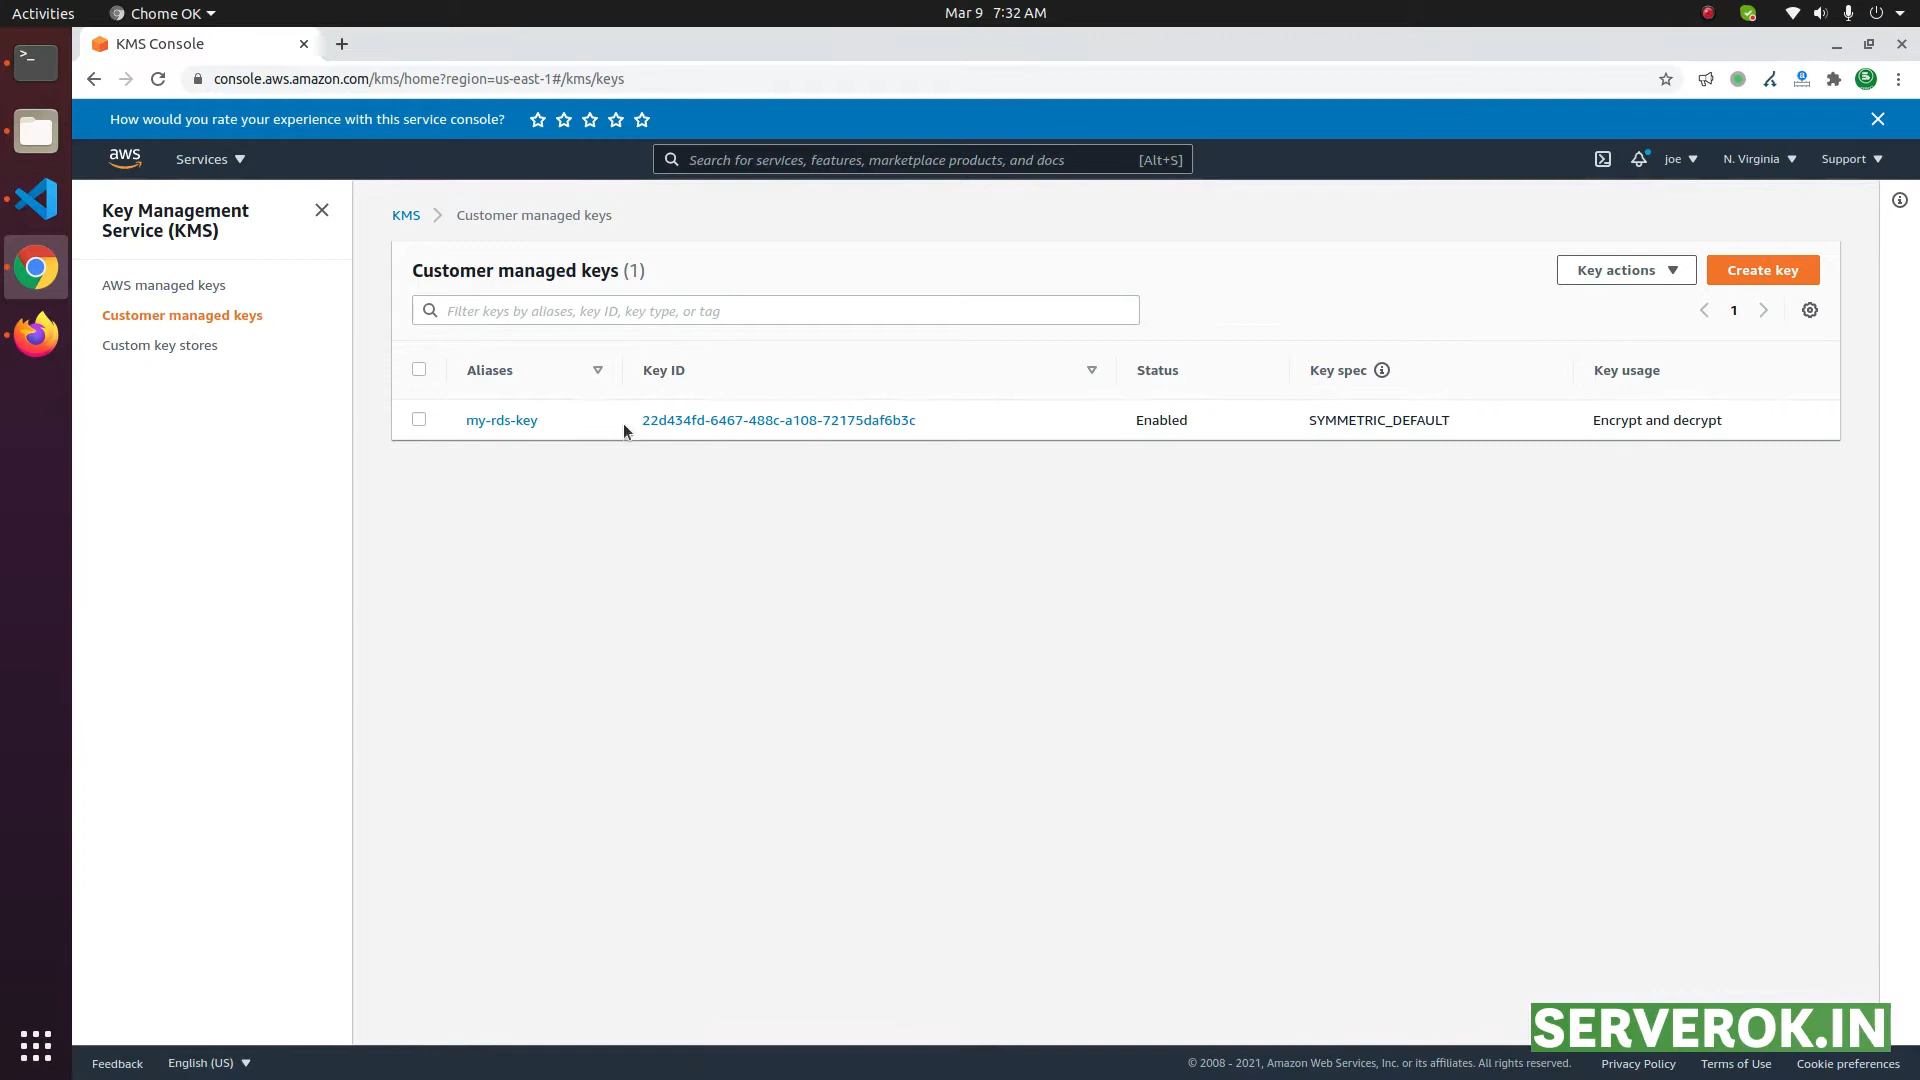 Activities
Chome OK
Mar 9 7:32 AM
KMS Console
console.aws.amazon.com/kms/home?region=us-east-1#/kms/keys
How would you rate your experience with this service console?
aws
Services
Search for services, features, marketplace products, and docs
[Alt+S]
joe
N. Virginia
Support
Key Management
Service (KMS)
AWS managed keys
Customer managed keys
Custom key stores
KMS
Customer managed keys
Customer managed keys (1)
Key actions
Create key
Filter keys by aliases, key ID, key type, or tag
1
Aliases
Key ID
Status
Key spec
Key usage
my-rds-key
22d434fd-6467-488c-a108-72175daf6b3c
Enabled
SYMMETRIC_DEFAULT
Encrypt and decrypt
SERVEROK.IN
Feedback
English (US)
© 2008 - 2021, Amazon Web Services, Inc. or its affiliates. All rights reserved.
Privacy Policy
Terms of Use
Cookie preferences